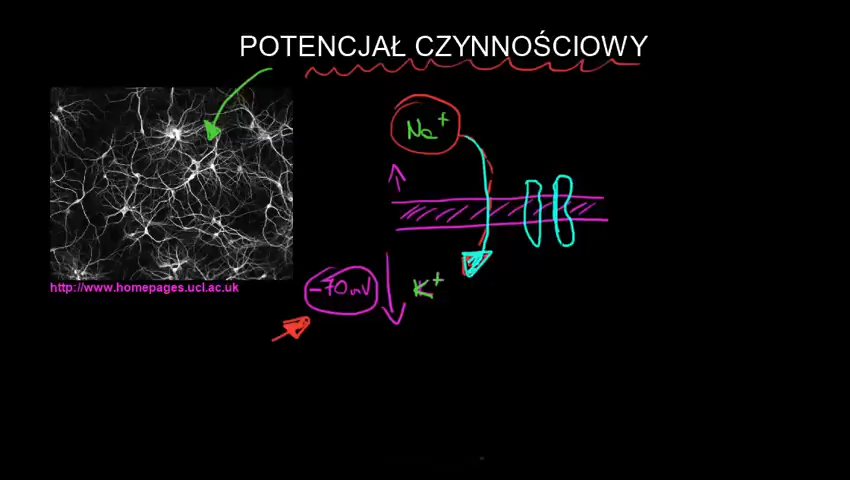 POTENCJAŁ CZYNNOŚCIOWY
Na+
-70mV
K+
http://www.homepages.ucl.ac.uk